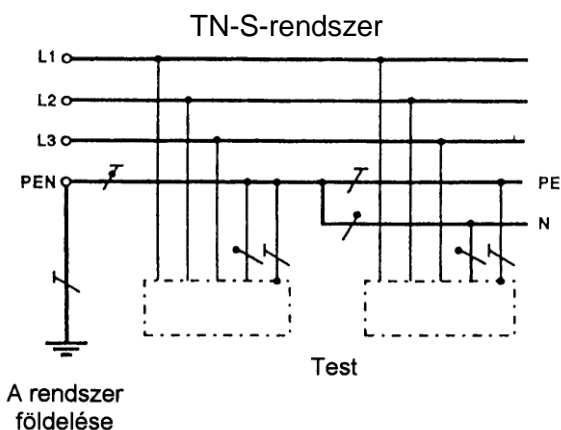 TN-S-rendszer
L1
L2
L3
PEN
PE
N
Test
A rendszer
földelése